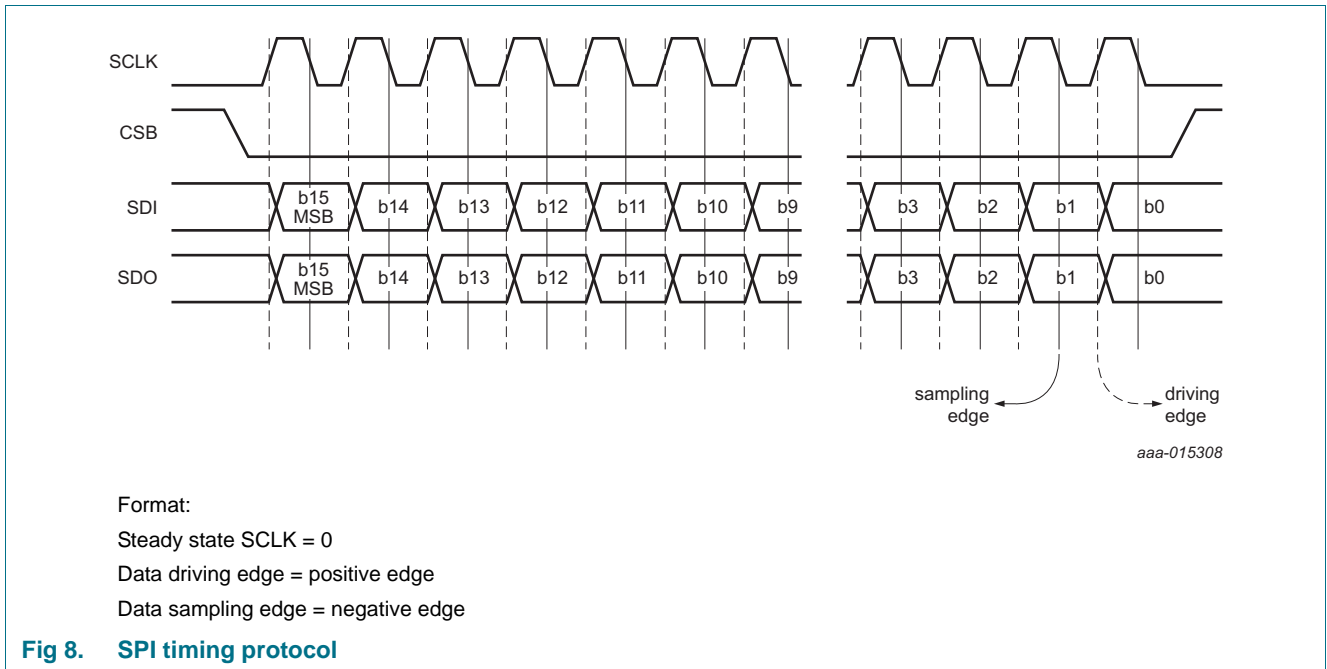 SCLK
CSB
SDI
b15
MSB
b14
b13
b12
b11
b10
b9
b3
b2
b1
b0
SDO
b15
MSB
b14
b13
b12
b11
b10
b9
b3
b2
b1
b0
sampling
edge
driving
edge
aaa-015308
Format:
Steady state SCLK = 0
Data driving edge = positive edge
Data sampling edge = negative edge
Fig 8. SPI timing protocol